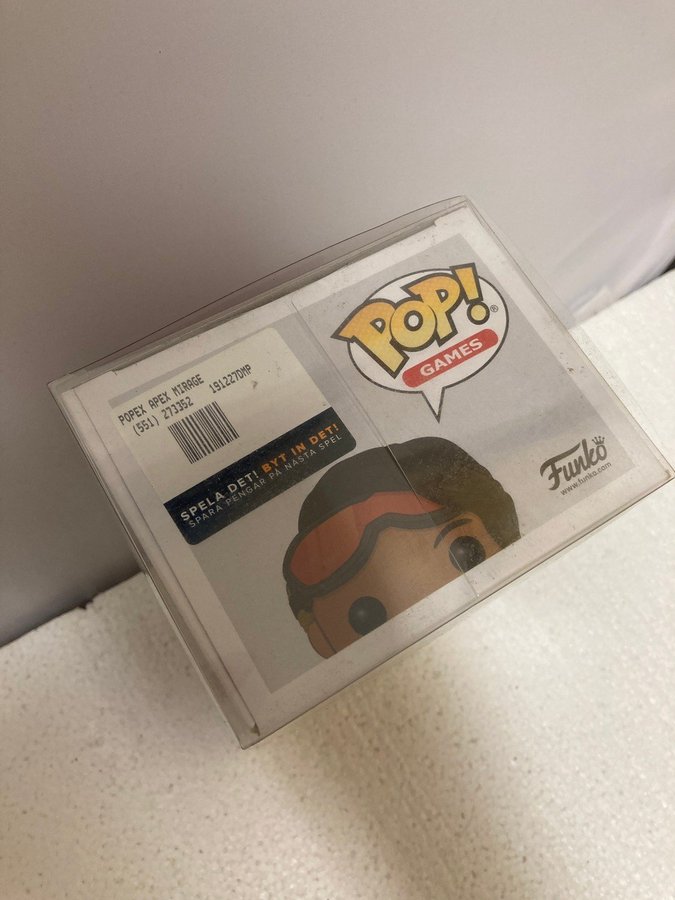 POP! ®
GAMES
POPEX APEX MIRAGE
(551) 273352 191227DMP
SPELA DET! BYT IN DET!
SPARA PENGAR PÅ NÄSTA SPEL
Funko
www.funko.com